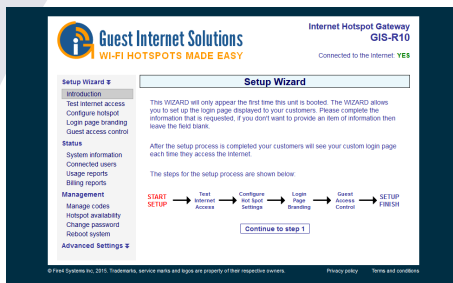 Guest Internet Solutions
WI-FI HOTSPOTS MADE EASY
Internet Hotspot Gateway
GIS-R10
Connected to the Internet: YES
Setup Wizard
Introduction
Test Internet access
Configure hotspot
Login page branding
Guest access control
Status
System information
Connected users
Usage reports
Billing reports
Management
Manage codes
Hotspot availability
Change password
Reboot system
Advanced Settings
Setup Wizard
This WIZARD will only appear the first time this unit is booted. The WIZARD allows
you to set up the login page displayed to your customers. Please complete the
information that is requested, if you don't want to provide an item of information then
leave the field blank.
After the setup process is completed your customers will see your custom login page
each time they access the internet.
The steps for the setup process are shown below:
START SETUP
Test Internet Access
Configure Hot Spot Settings
Login Page Branding
Guest Access Control
SETUP FINISH
Continue to step 1
© Fire4 Systems Inc, 2015. Trademarks, service marks and logos are property of their respective owners.
Privacy policy
Terms and conditions